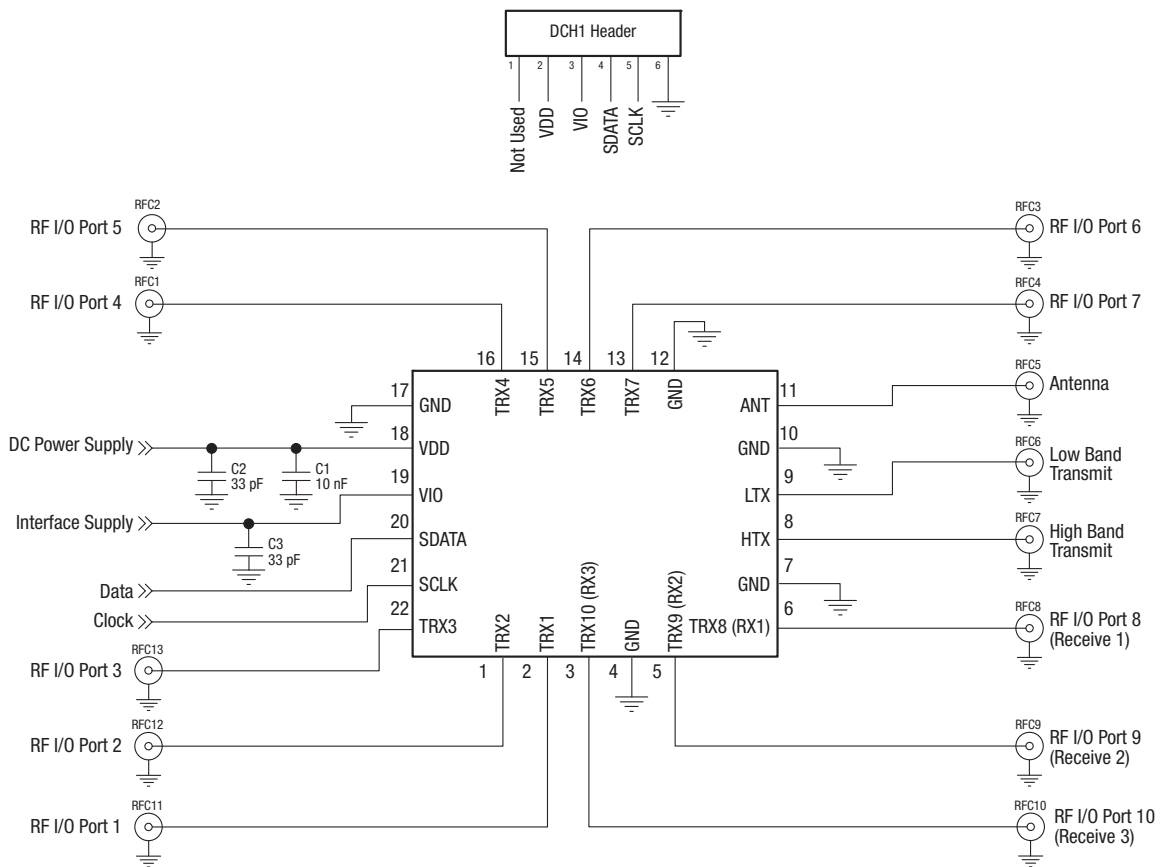 DCH1 Header
1 2 3 4 5 6
Not Used
VDD
VIO
SDATA
SCLK
RFC2
RF I/O Port 5
RFC3
RF I/O Port 6
RFC1
RF I/O Port 4
RFC4
RF I/O Port 7
16 15 14 13 12
TRX4
TRX5
TRX6
TRX7
GND
17
GND
18
DC Power Supply
VDD
C2
33 pF
C1
10 nF
19
VIO
Interface Supply
C3
33 pF
20
SDATA
Data
21
SCLK
Clock
22
TRX3
RFC13
RF I/O Port 3
RFC12
RF I/O Port 2
RFC11
RF I/O Port 1
11
ANT
RFC5
Antenna
10
GND
9
LTX
RFC6
Low Band
Transmit
8
HTX
RFC7
High Band
Transmit
7
GND
6
TRX8 (RX1)
RFC8
RF I/O Port 8
(Receive 1)
TRX2
TRX1
TRX10 (RX3)
GND
TRX9 (RX2)
1 2 3 4 5
RFC9
RF I/O Port 9
(Receive 2)
RFC10
RF I/O Port 10
(Receive 3)